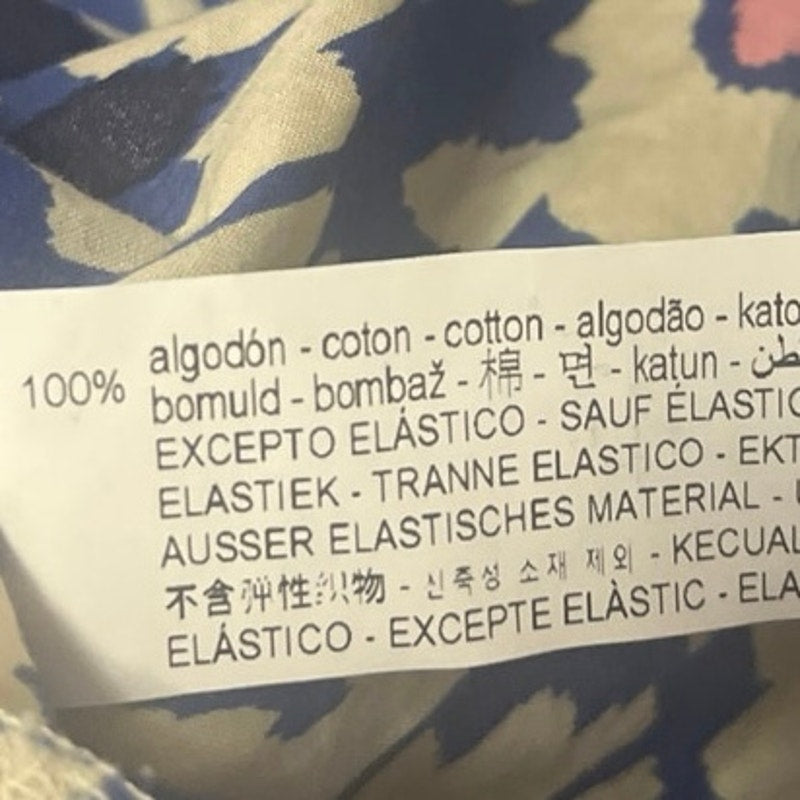 100% algodón - coton - cotton - algodão - kato
bomuld - bombaž - 棉 - 면 - katun -
EXCEPTO ELÁSTICO - SAUF ÉLASTIC
ELASTIEK - TRANNE ELASTICO - EKT
AUSSER ELASTISCHES MATERIAL -
不含弹性织物 - 신축성 소재 제외 - KECUAL
ELÁSTICO - EXCEPTE ELÀSTIC - ELA